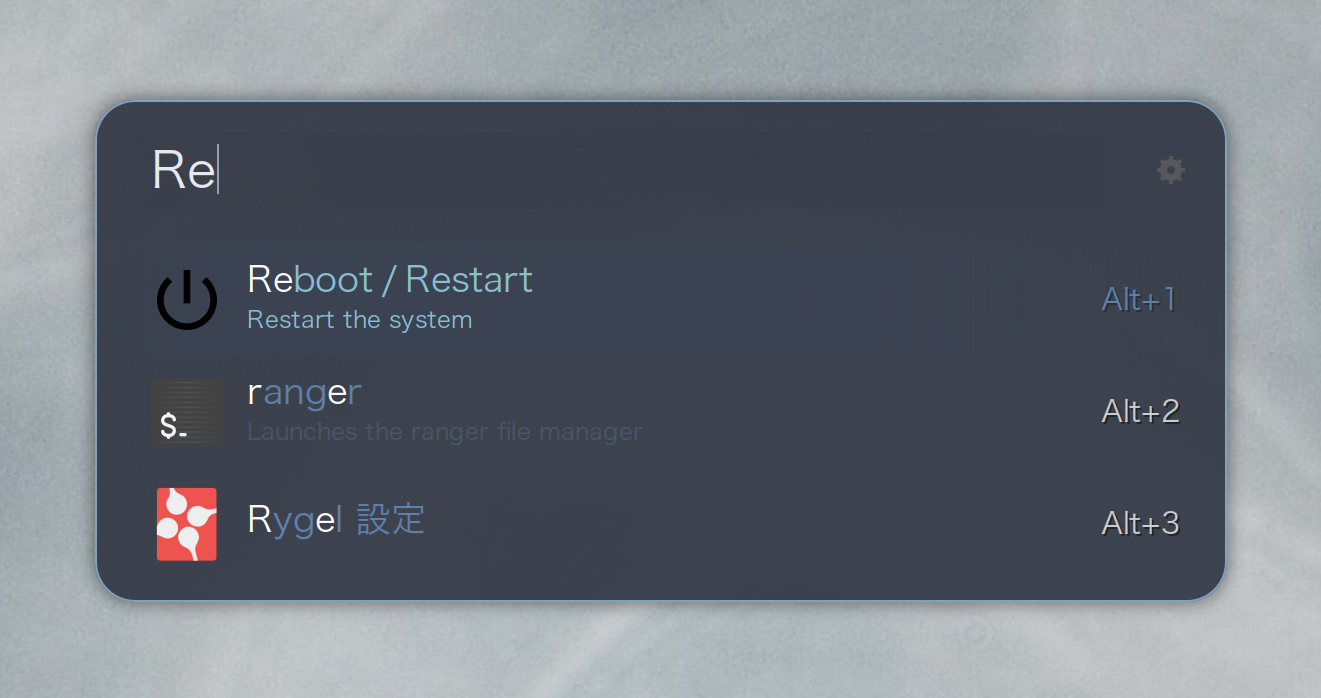 Re
Reboot / Restart
Restart the system
Alt+1
$_
ranger
Launches the ranger file manager
Alt+2
Rygel 設定
Alt+3